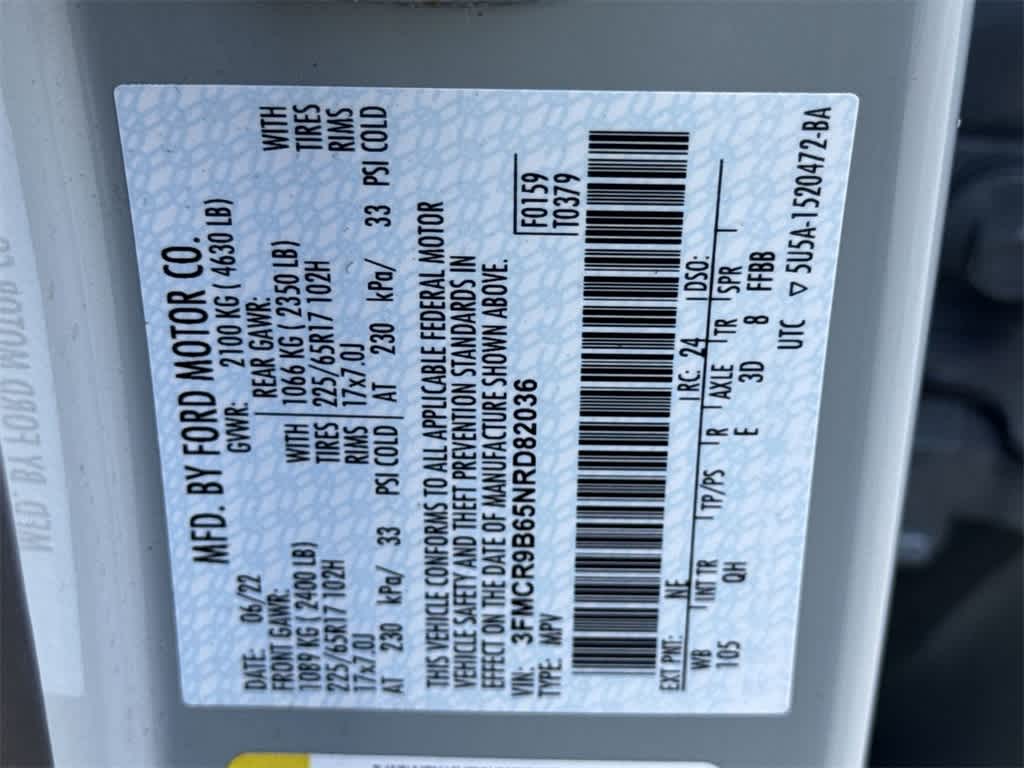 MFD. BY FORD MOTOR CO.
DATE: 06/22 GVWR: 2100 KG ( 4630 LB)
FRONT GAWR: REAR GAWR:
1089 KG ( 2400 LB) WITH 1066 KG ( 2350 LB) WITH
225/65R17 102H TIRES 225/65R17 102H TIRES
17x7.0J RIMS 17x7.0J RIMS
AT 230 kPa/ 33 PSI COLD AT 230 kPa/ 33 PSI COLD
THIS VEHICLE CONFORMS TO ALL APPLICABLE FEDERAL MOTOR
VEHICLE SAFETY AND THEFT PREVENTION STANDARDS IN
EFFECT ON THE DATE OF MANUFACTURE SHOWN ABOVE.
VIN: 3FMCR9B65NRD82036 F0159
TYPE: MPV T0379
EXT PNT: NE RC: 24 DSO:
WB INT TR TP/PS R AXLE TR SPR
105 QH E 3D 8 FFBB
UTC ▽ 5U5A-1520472-BA